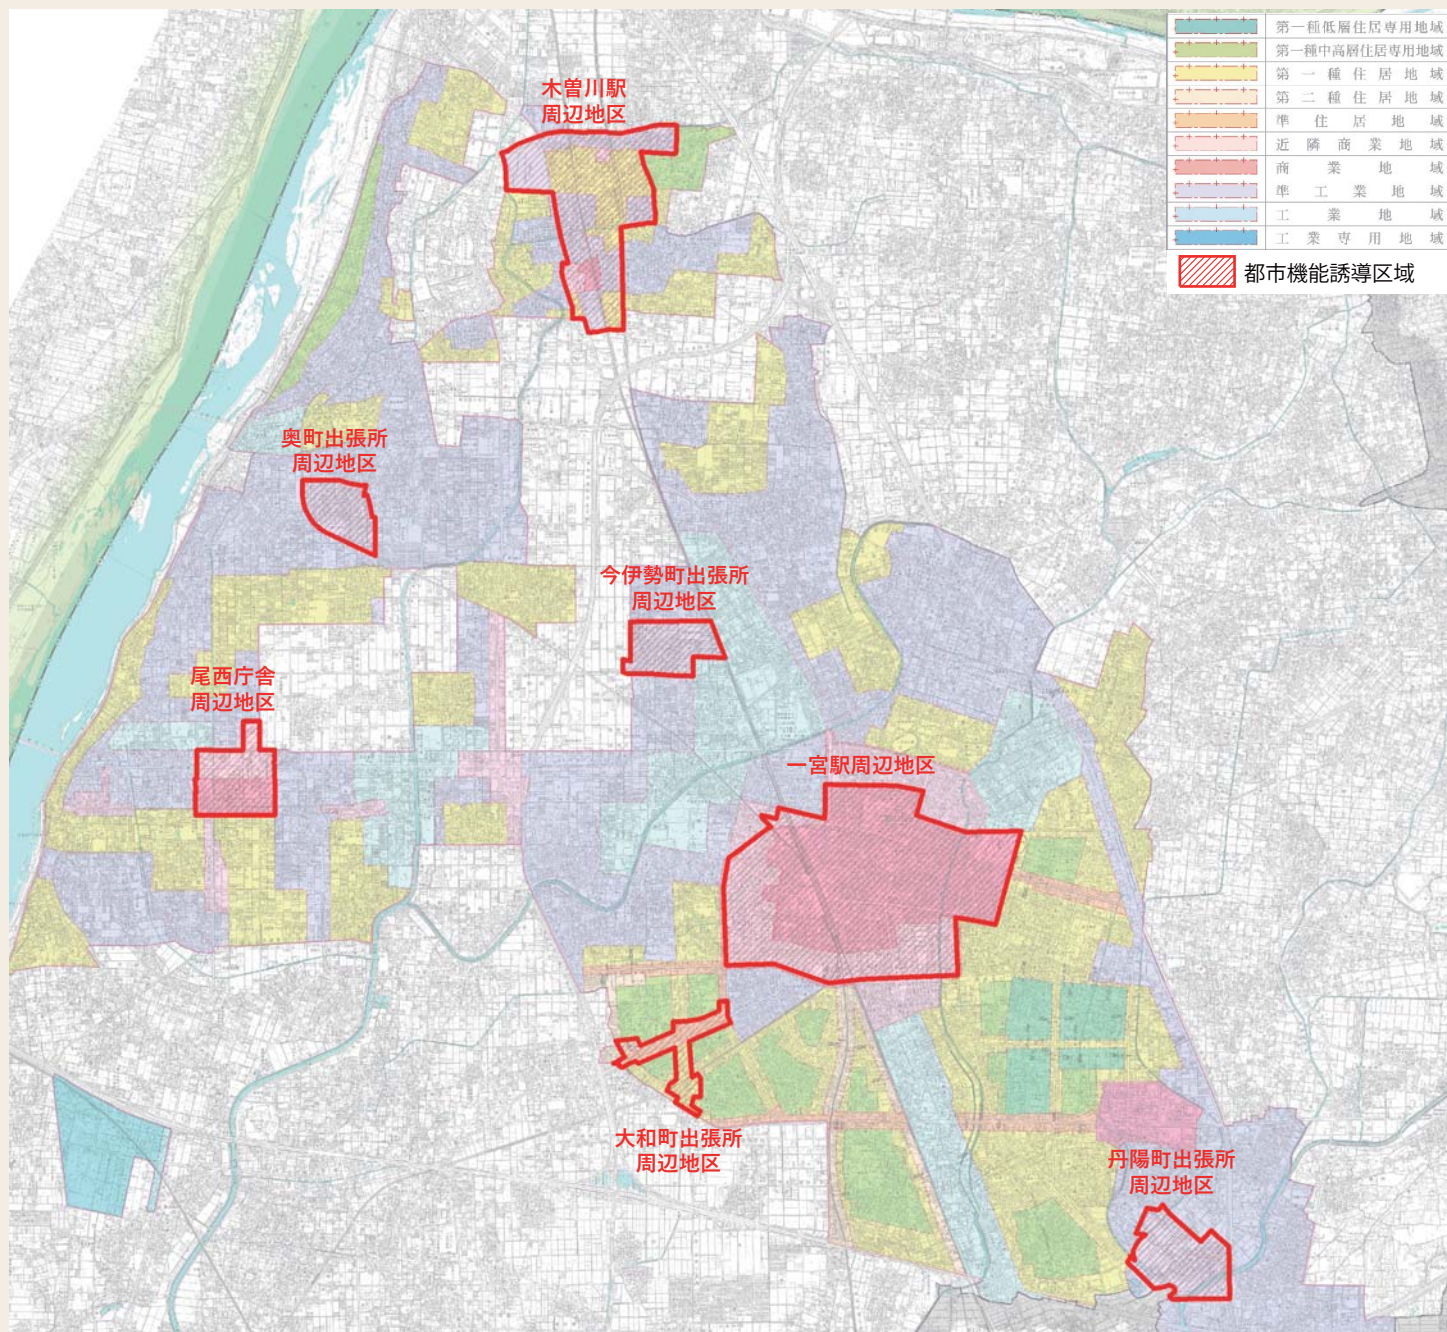 第一種低層住居専用地域
第一種中高層住居専用地域
第一種住居地域
第二種住居地域
準住居地域
近隣商業地域
商業地域
準工業地域
工業地域
工業専用地域
都市機能誘導区域
木曽川駅
周辺地区
奥町出張所
周辺地区
今伊勢町出張所
周辺地区
尾西庁舎
周辺地区
一宮駅周辺地区
大和町出張所
周辺地区
丹陽町出張所
周辺地区